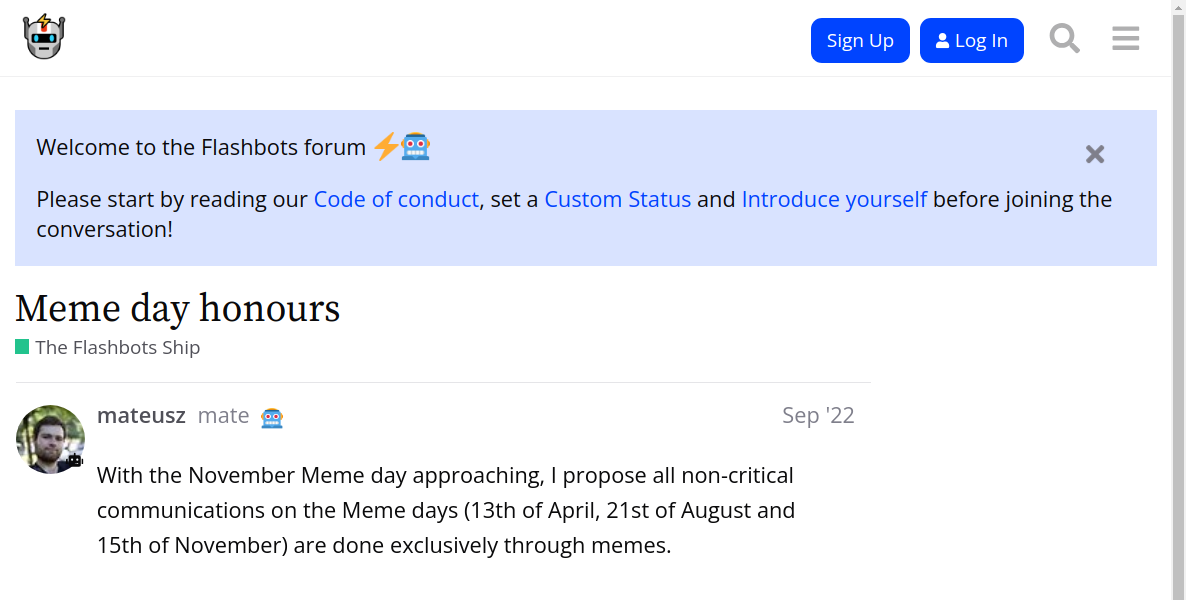 Sign Up
Log In
Welcome to the Flashbots forum
Please start by reading our Code of conduct, set a Custom Status and Introduce yourself before joining the
conversation!
Meme day honours
The Flashbots Ship
mateusz mate
Sep '22
With the November Meme day approaching, I propose all non-critical
communications on the Meme days (13th of April, 21st of August and
15th of November) are done exclusively through memes.